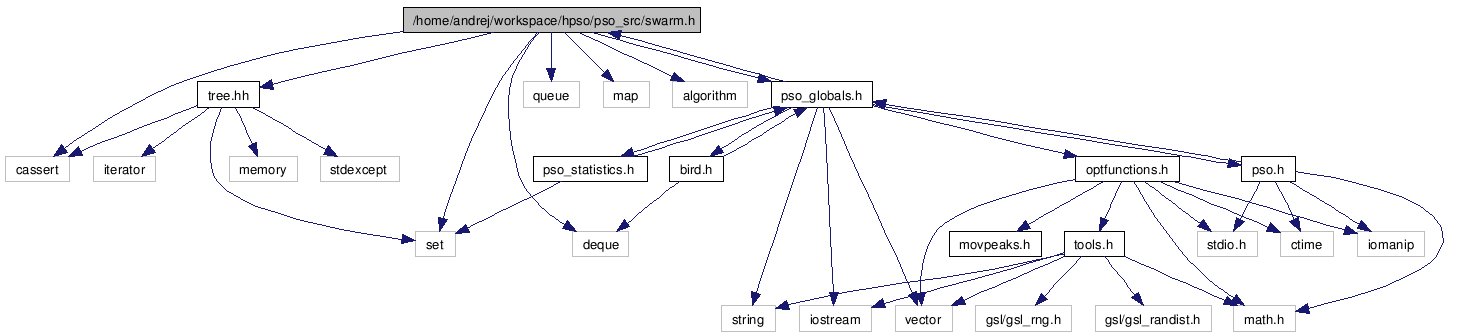 /home/andrej/workspace/hpso/pso_src/swarm.h
tree.hh
queue
map
algorithm
pso_globals.h
cassert
iterator
memory
stdexcept
pso_statistics.h
bird.h
optfunctions.h
pso.h
set
deque
movpeaks.h
tools.h
stdio.h
ctime
iomanip
string
iostream
vector
gsl/gsl_rng.h
gsl/gsl_randist.h
math.h